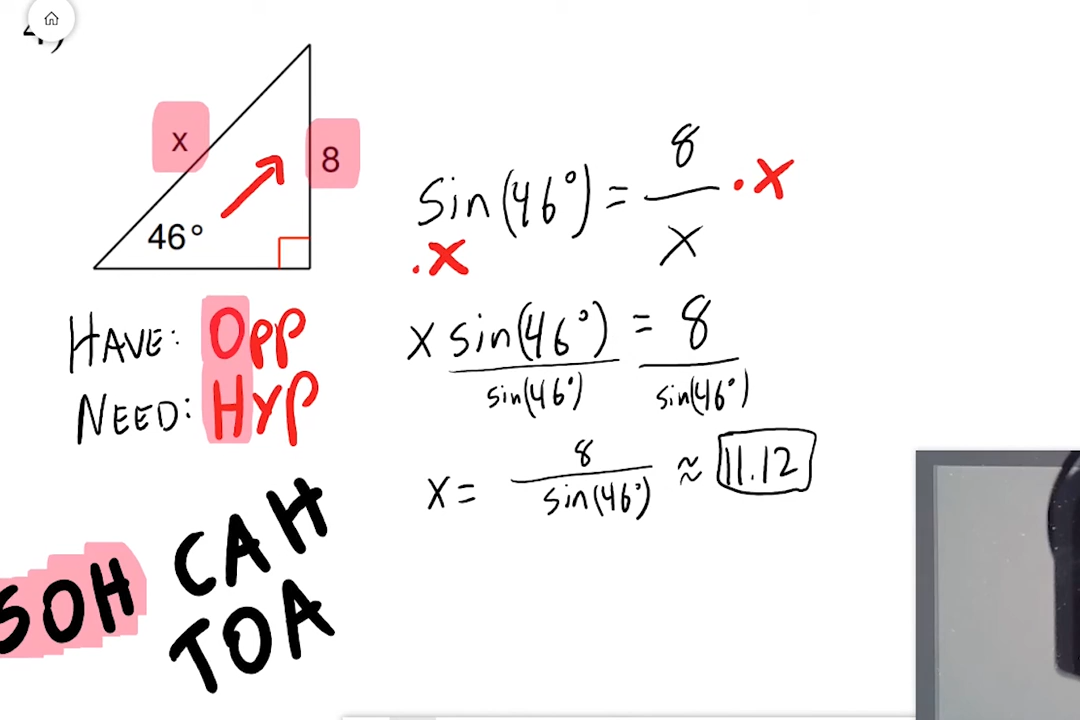 x
8
46°
Sin(46°) = 8/x · x
· x
HAVE: Opp
NEED: Hyp
x sin(46°) = 8
sin(46°) sin(46°)
x = 8/sin(46°) ≈ 11.12
SOH CAH
TOA